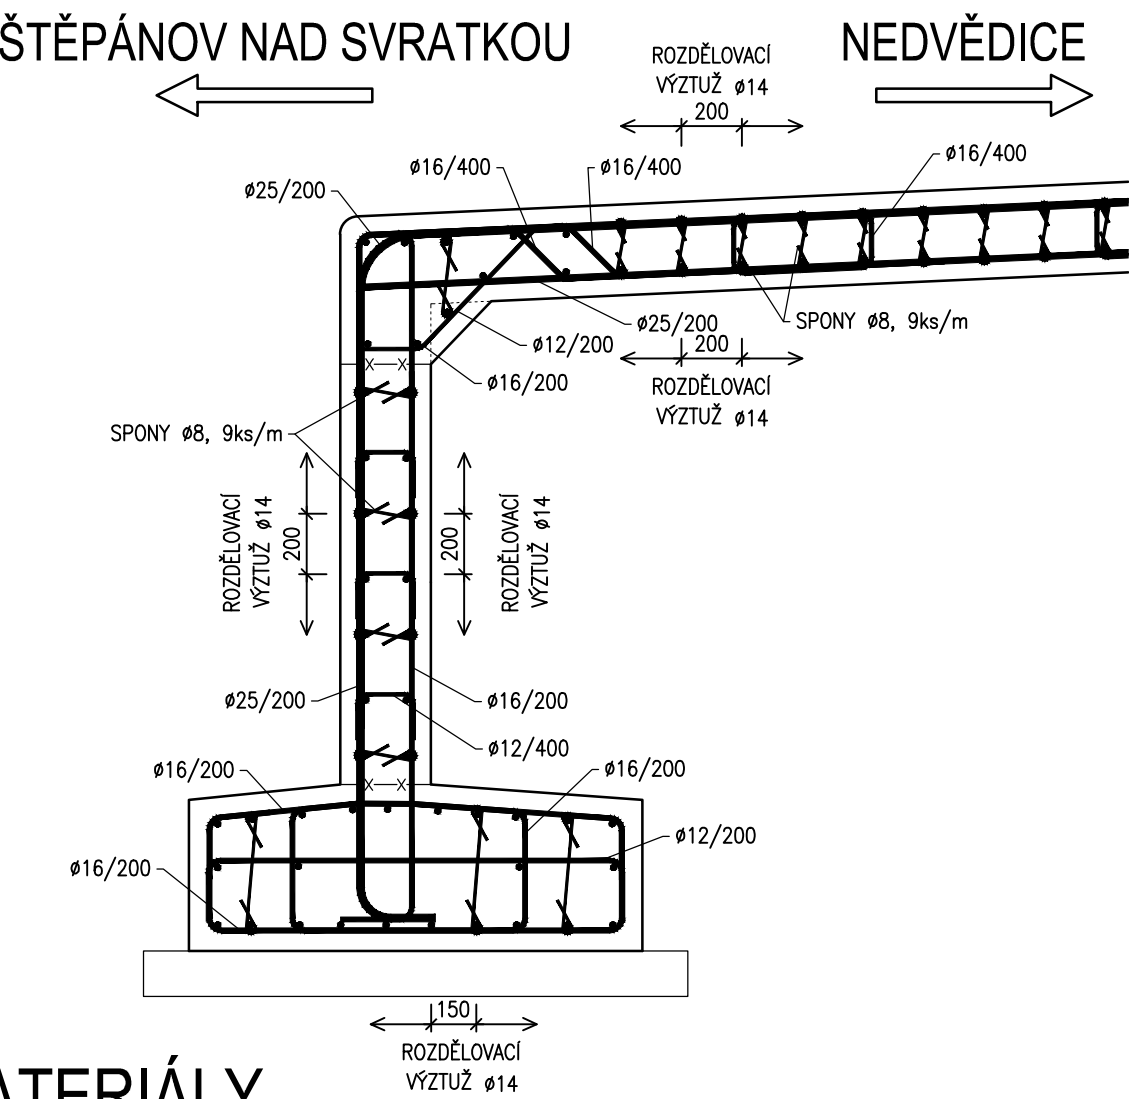 ŠTĚPÁNOV NAD SVRATKOU
NEDVĚDICE
ROZDĚLOVACÍ
VÝZTUŽ ø14
200
ø16/400
ø16/400
ø16/400
ø25/200
SPONY ø8, 9ks/m
ø25/200
ø12/200
200
ø16/200
ROZDĚLOVACÍ
VÝZTUŽ ø14
X
X
SPONY ø8, 9ks/m
ROZDĚLOVACÍ
VÝZTUŽ ø14
200
200
ROZDĚLOVACÍ
VÝZTUŽ ø14
ø25/200
ø16/200
ø12/400
ø16/200
ø16/200
X
X
ø12/200
ø16/200
150
ROZDĚLOVACÍ
VÝZTUŽ ø14
ATERIÁLY